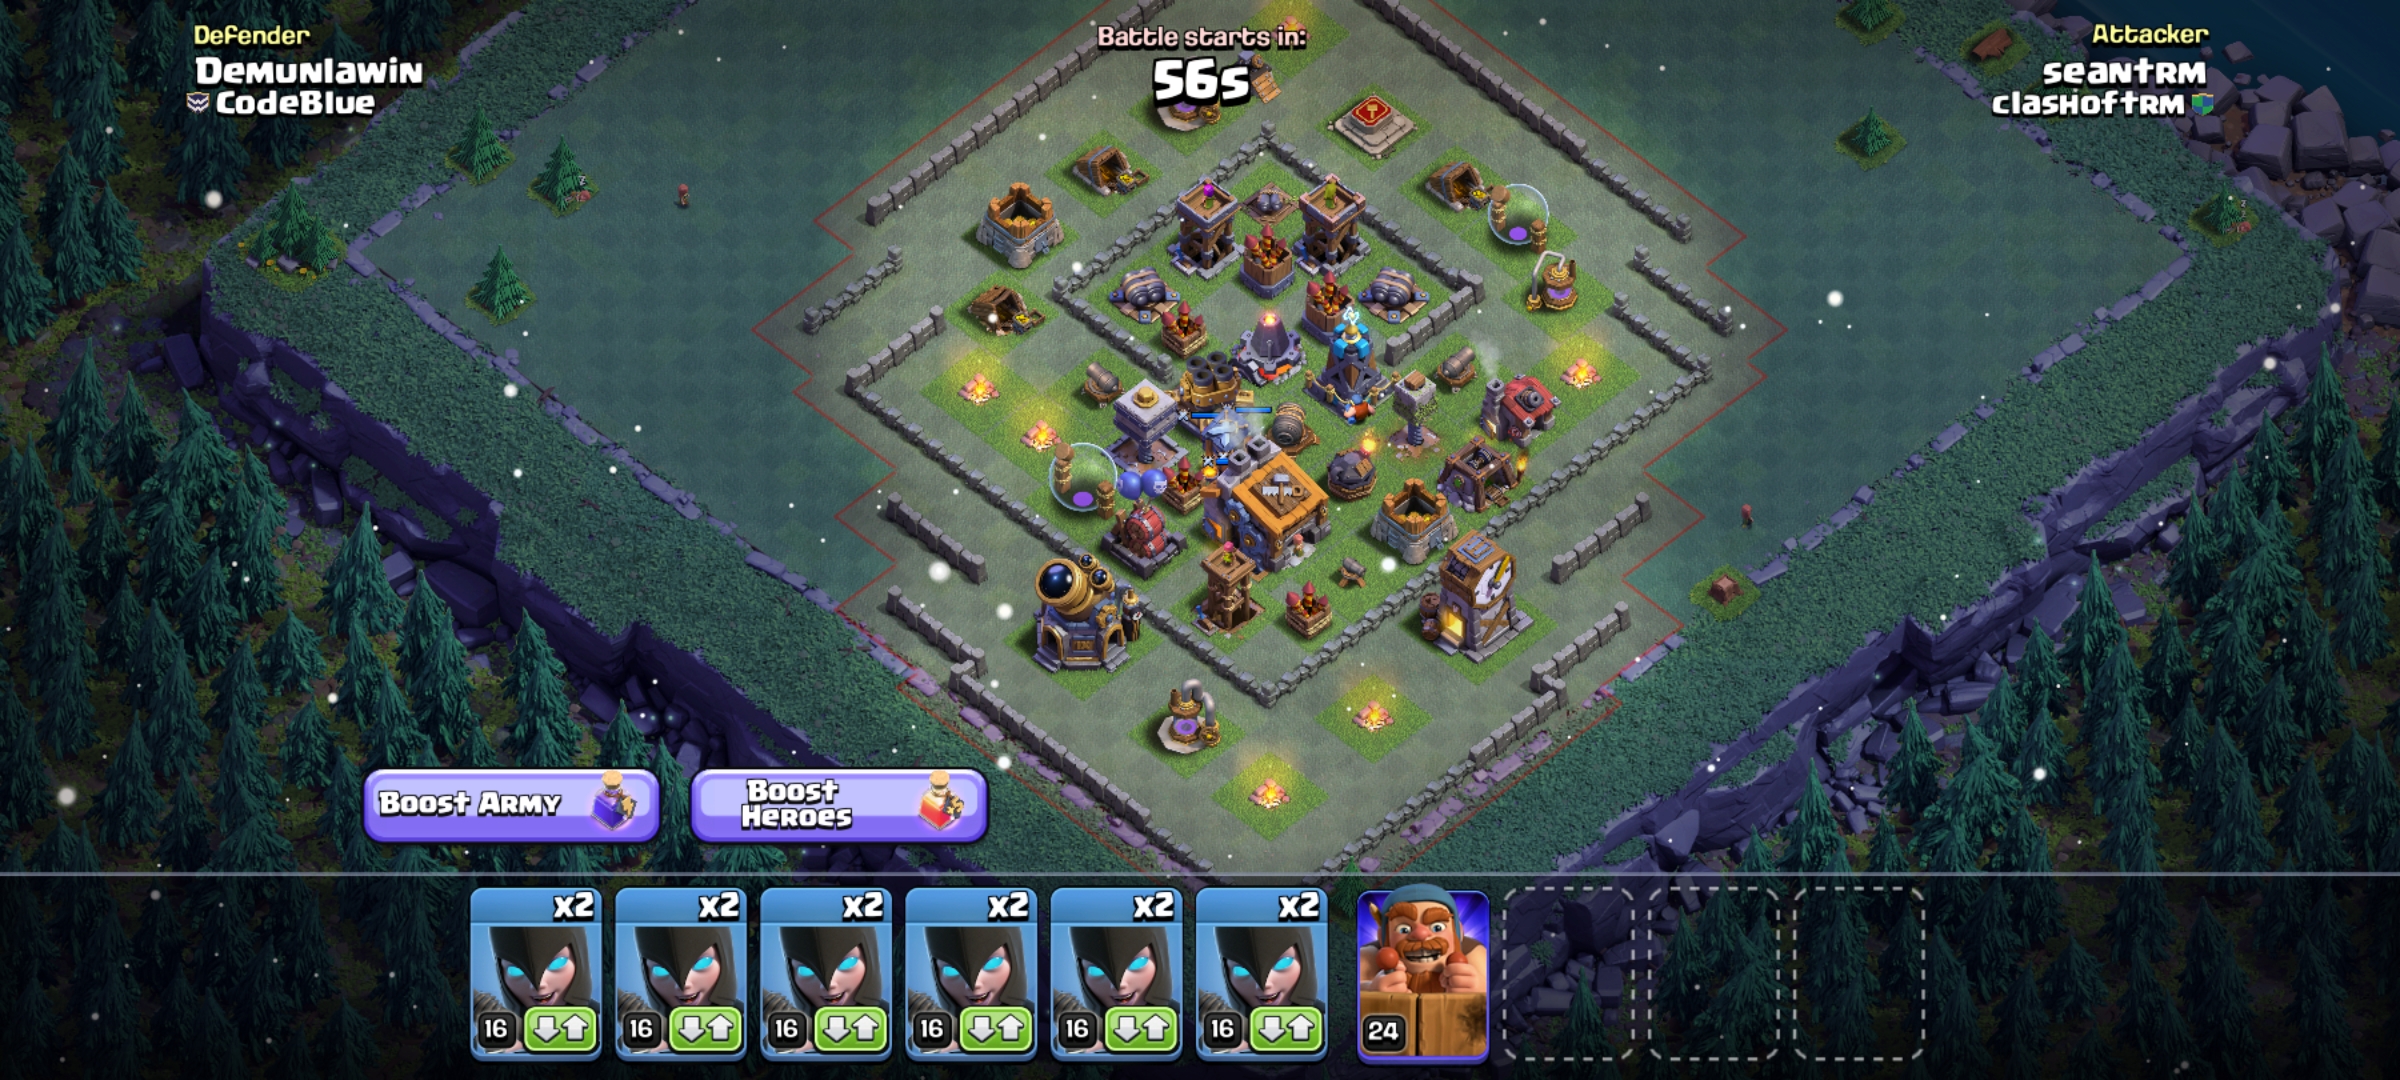 Defender
Demunlawin
CodeBlue
Battle starts in:
56s
Attacker
seantRM
clashoftRM
Boost Army
Boost
Heroes
x2
x2
x2
x2
x2
x2
16
16
16
16
16
16
24